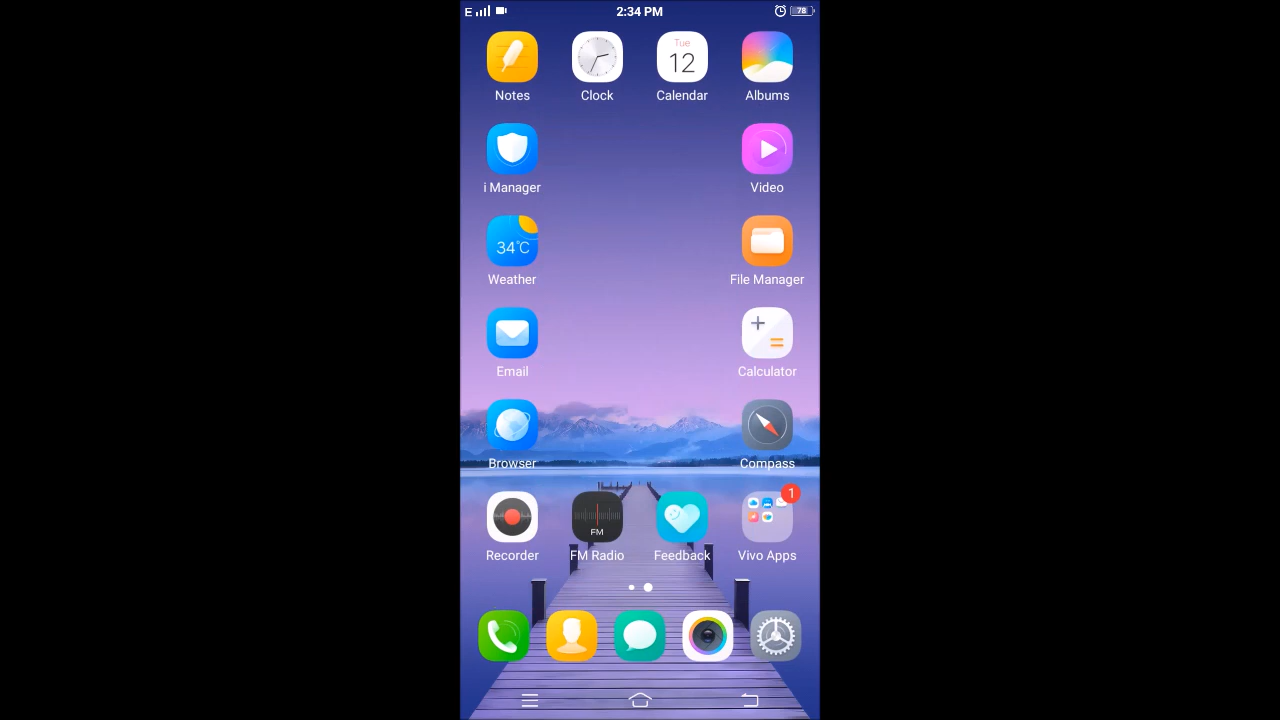 E 2:34 PM 78
Tue
12
Notes Clock Calendar Albums
i Manager Video
34°C
Weather File Manager
Email Calculator
Browser Compass
1
FM
Recorder FM Radio Feedback Vivo Apps